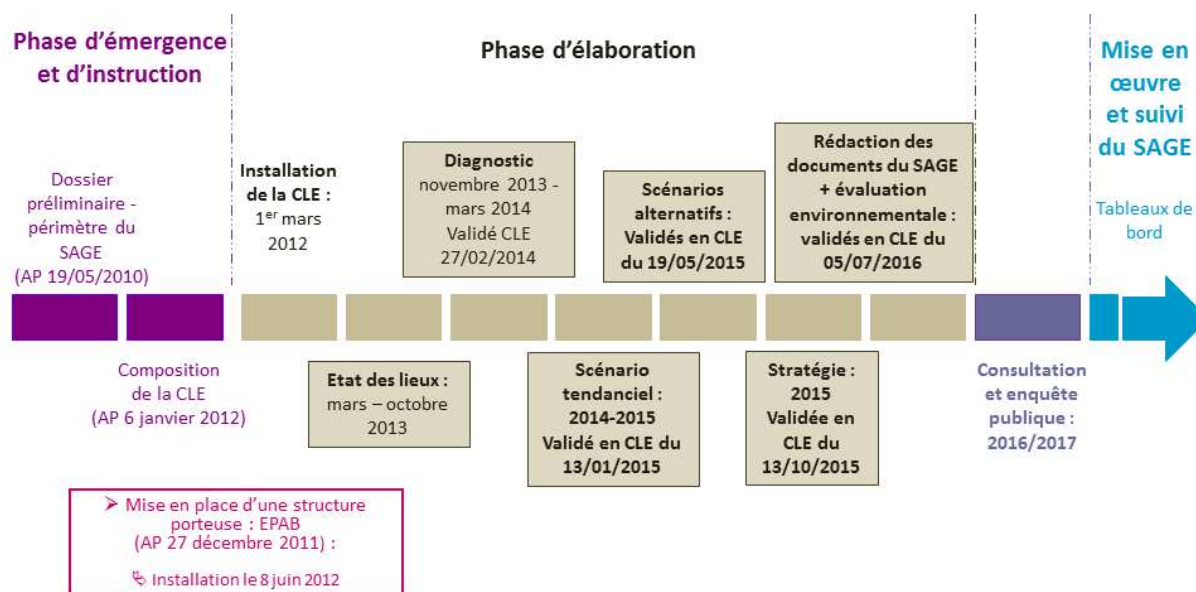 Phase d'émergence
et d'instruction
Phase d'élaboration
Mise en
œuvre
et suivi
du SAGE
Dossier
préliminaire -
périmètre du
SAGE
(AP 19/05/2010)
Installation
de la CLE :
1er mars
2012
Diagnostic
novembre 2013 -
mars 2014
Validé CLE
27/02/2014
Scénarios
alternatifs :
Validés en CLE
du 19/05/2015
Rédaction des
documents du SAGE
+ évaluation
environnementale :
validés en CLE du
05/07/2016
Tableaux de
bord
Composition
de la CLE
(AP 6 janvier 2012)
Etat des lieux :
mars – octobre
2013
Scénario
tendanciel :
2014-2015
Validé en CLE du
13/01/2015
Stratégie :
2015
Validée en
CLE du
13/10/2015
Consultation
et enquête
publique :
2016/2017
➢ Mise en place d'une structure
porteuse : EPAB
(AP 27 décembre 2011) :
↳ Installation le 8 juin 2012